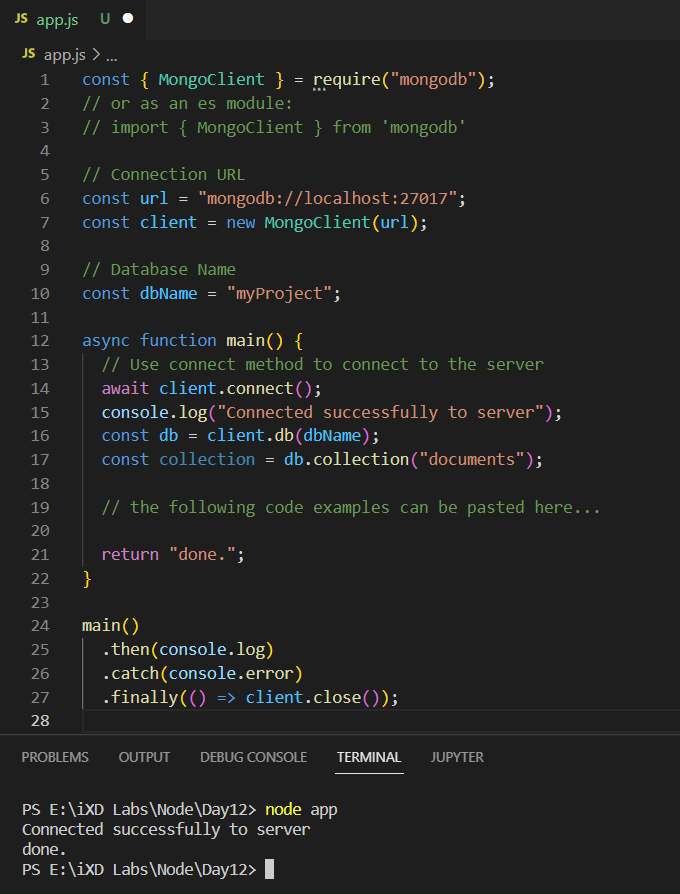 JS app.js U ●
JS app.js > ...
1 const { MongoClient } = require("mongodb");
2 // or as an es module:
3 // import { MongoClient } from 'mongodb'
4
5 // Connection URL
6 const url = "mongodb://localhost:27017";
7 const client = new MongoClient(url);
8
9 // Database Name
10 const dbName = "myProject";
11
12 async function main() {
13 // Use connect method to connect to the server
14 await client.connect();
15 console.log("Connected successfully to server");
16 const db = client.db(dbName);
17 const collection = db.collection("documents");
18
19 // the following code examples can be pasted here...
20
21 return "done.";
22 }
23
24 main()
25 .then(console.log)
26 .catch(console.error)
27 .finally(() => client.close());
28
PROBLEMS OUTPUT DEBUG CONSOLE TERMINAL JUPYTER
PS E:\iXD Labs\Node\Day12> node app
Connected successfully to server
done.
PS E:\iXD Labs\Node\Day12>